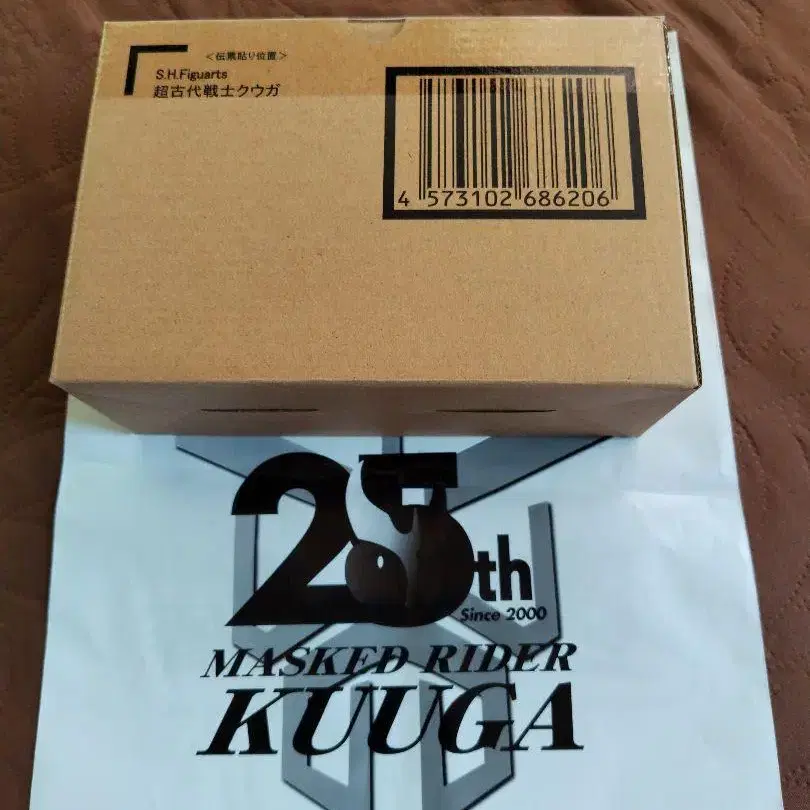 <伝票貼り位置>
S.H.Figuarts
超古代戦士クウガ
4 573102 686206
25th
Since 2000
MASKED RIDER
KUUGA